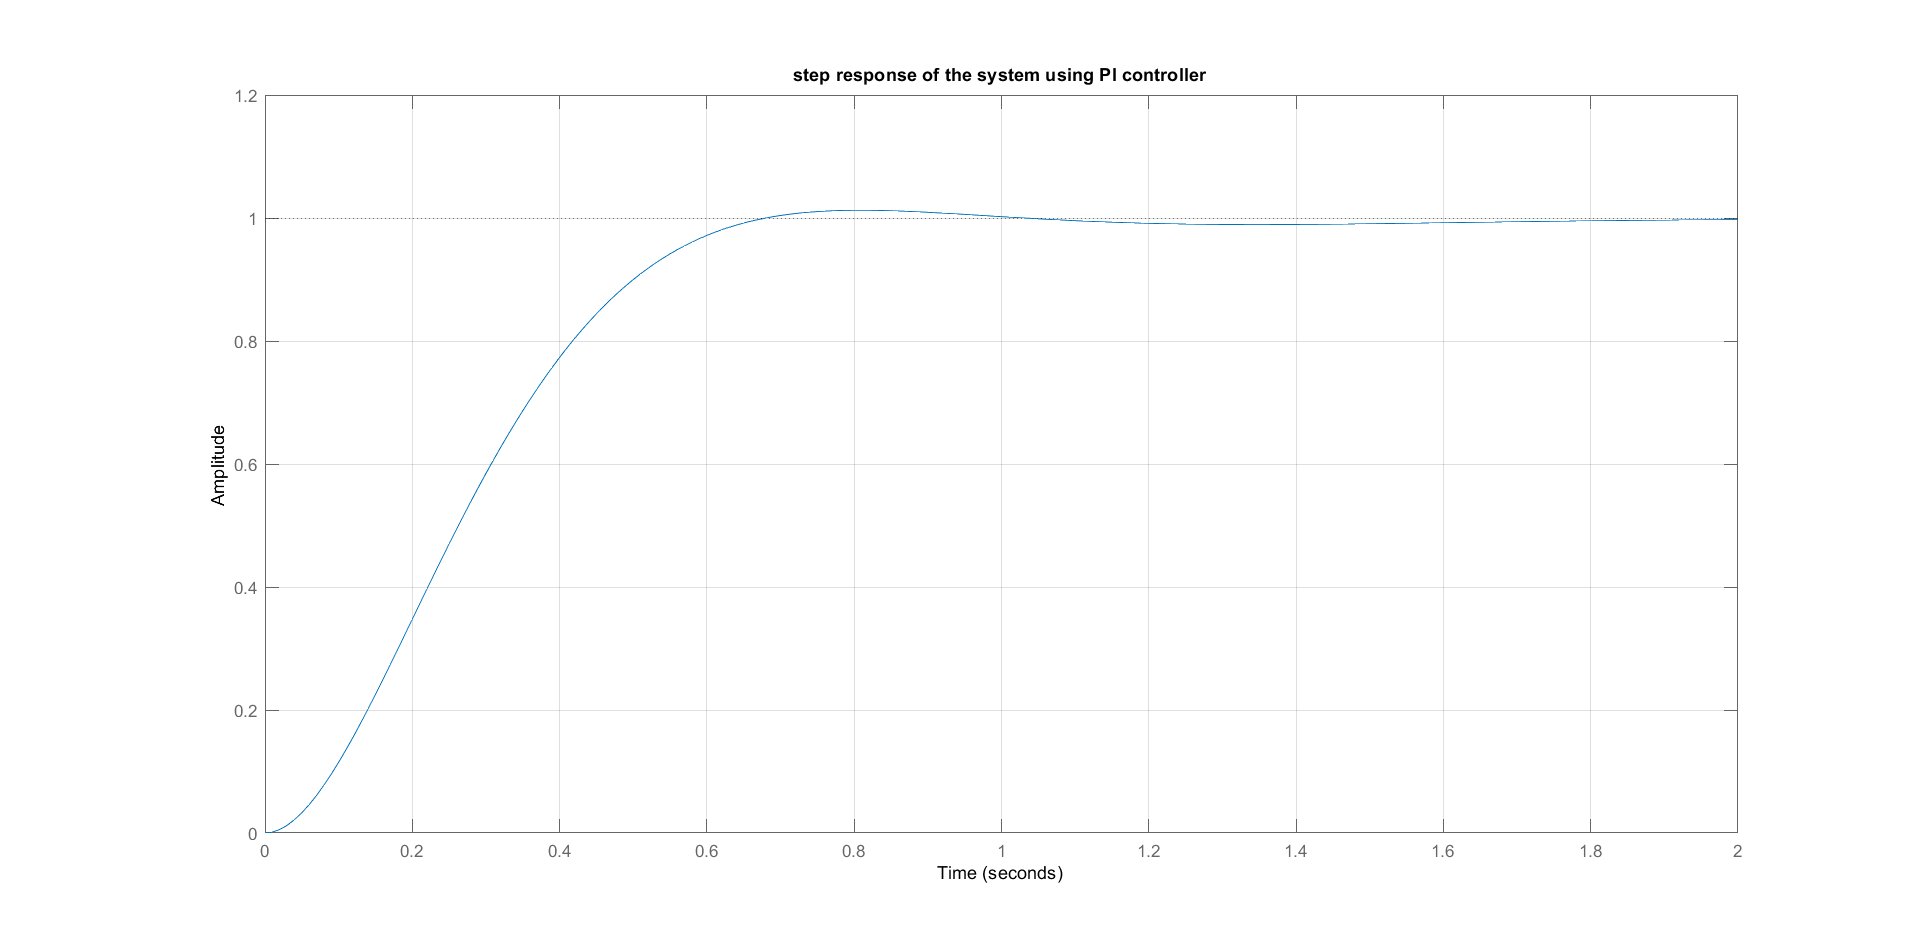 step response of the system using PI controller
1.2
1
0.8
0.6
0.4
0.2
0
Amplitude
0 0.2 0.4 0.6 0.8 1 1.2 1.4 1.6 1.8 2
Time (seconds)